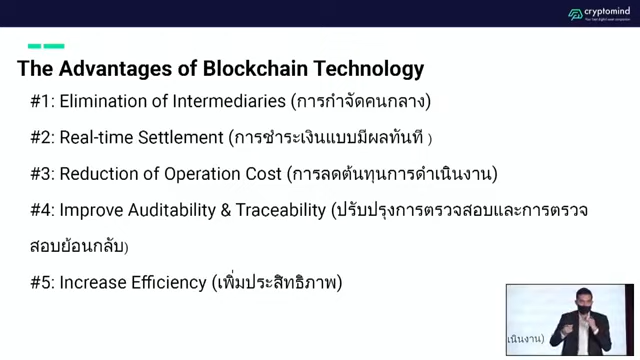 cryptomind
The Advantages of Blockchain Technology
#1: Elimination of Intermediaries (การกำจัดคนกลาง)
#2: Real-time Settlement (การชำระเงินแบบมีผลทันที )
#3: Reduction of Operation Cost (การลดต้นทุนการดำเนินงาน)
#4: Improve Auditability & Traceability (ปรับปรุงการตรวจสอบและการตรวจ
สอบย้อนกลับ)
#5: Increase Efficiency (เพิ่มประสิทธิภาพ)
เนินงาน)